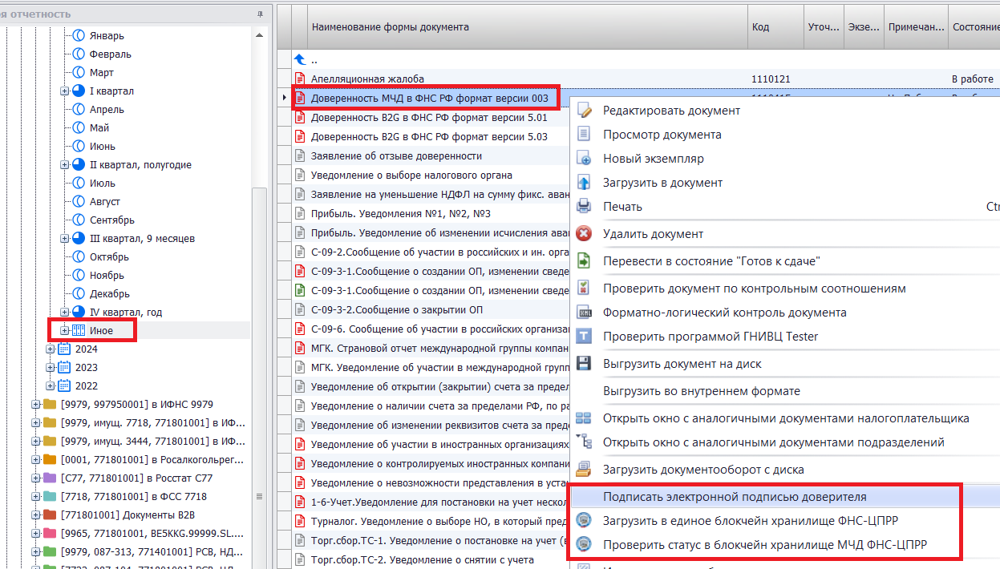 я отчетность
Январь
Февраль
Март
I квартал
Апрель
Май
Июнь
II квартал, полугодие
Июль
Август
Сентябрь
III квартал, 9 месяцев
Октябрь
Ноябрь
Декабрь
IV квартал, год
Иное
2024
2023
2022
[9979, 997950001] в ИФНС 9979
[9979, имущ. 7718, 771801001] в ИФ...
[9979, имущ. 3444, 771801001] в ИФ...
[0001, 771801001] в Росалкогольрег...
[С77, 771801001] в Росстат С77
[7718, 771801001] в ФСС 7718
[771801001] Документы B2B
[9965, 771801001, BE5KKG.99999.SL....
[9979, 087-313, 771401001] РСВ, НД...
Наименование формы документа Код Уточ... Экзе... Примечан... Состояние
..
Апелляционная жалоба 1110121 В работе
Доверенность МЧД в ФНС РФ формат версии 003
Доверенность B2G в ФНС РФ формат версии 5.01
Доверенность B2G в ФНС РФ формат версии 5.03
Заявление об отзыве доверенности
Уведомление о выборе налогового органа
Заявление на уменьшение НДФЛ на сумму фикс. аван
Прибыль. Уведомления №1, №2, №3
Прибыль. Уведомление об изменении исчисления ава
С-09-2.Сообщение об участии в российских и ин. орга
С-09-3-1.Сообщение о создании ОП, изменении сведе
С-09-3-1.Сообщение о создании ОП, изменении сведе
С-09-3-2.Сообщение о закрытии ОП
С-09-6. Сообщение об участии в российских организа
МГК. Страновой отчет международной группы компан
МГК. Уведомление об участии в международной групп
Уведомление об открытии (закрытии) счета за предел
Уведомление о наличии счета за пределами РФ, по ра
Уведомление об изменении реквизитов счета за пред
Уведомление об участии в иностранных организациях
Уведомление о контролируемых иностранных компани
Уведомление о невозможности представления в уста
1-6-Учет.Уведомление для постановки на учет нескол
Турналог. Уведомление о выборе НО, в который пред
Торг.сбор.ТС-1. Уведомление о постановке на учет (в
Торг.сбор.ТС-2. Уведомление о снятии с учета
Редактировать документ
Просмотр документа
Новый экземпляр
Загрузить в документ
Печать Ctr
Удалить документ
Перевести в состояние "Готов к сдаче"
Проверить документ по контрольным соотношениям
Форматно-логический контроль документа
Проверить программой ГНИВЦ Tester
Выгрузить документ на диск
Выгрузить во внутреннем формате
Открыть окно с аналогичными документами налогоплательщика
Открыть окно с аналогичными документами подразделений
Загрузить документооборот с диска
Подписать электронной подписью доверителя
Загрузить в единое блокчейн хранилище ФНС-ЦПРР
Проверить статус в блокчейн хранилище МЧД ФНС-ЦПРР